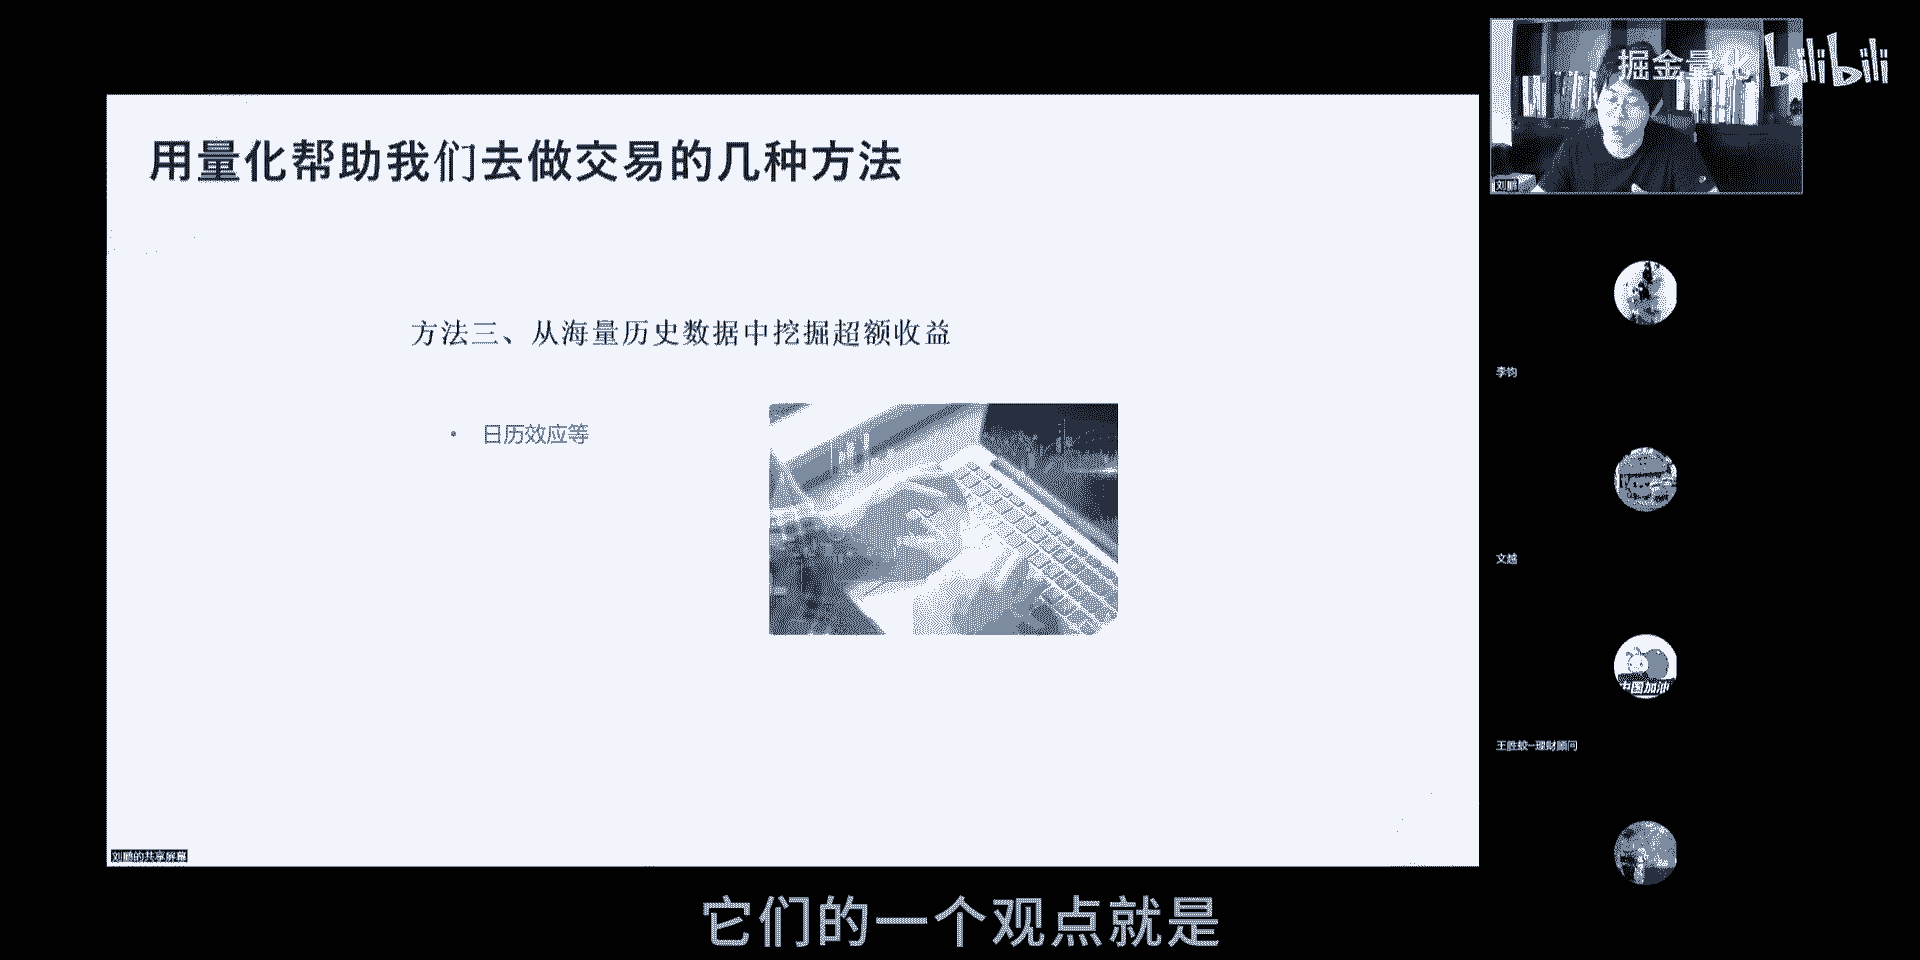 掘金量化 bilibili
用量化帮助我们去做交易的几种方法
刘鹏
方法三、从海量历史数据中挖掘超额收益
李钧
• 日历效应等
文越
中国加油
王胜蛟-理财顾问
刘鹏的共享屏幕
它们的一个观点就是